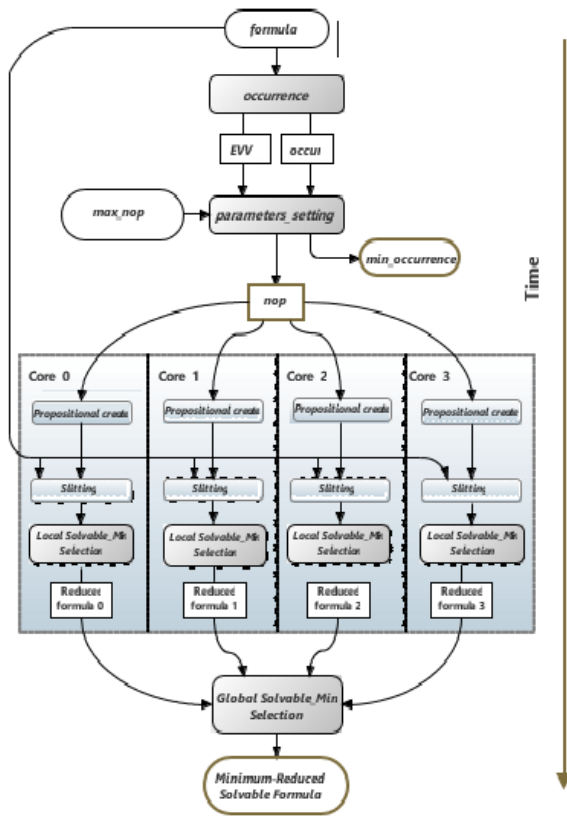 formula
occurrence
EVV
occur
max_nop
parameters_setting
min_occurrence
Time
nop
Core 0
Core 1
Core 2
Core 3
Propositional create
Propositional create
Propositional create
Propositional create
Slitting
Slitting
Slitting
Slitting
Local Solvable_Min
Selection
Local Solvable_Min
Selection
Local Solvable_Min
Selection
Local Solvable_Min
Selection
Reduced
formula 0
Reduced
formula 1
Reduced
formula 2
Reduced
formula 3
Global Solvable_Min
Selection
Minimum-Reduced
Solvable Formula